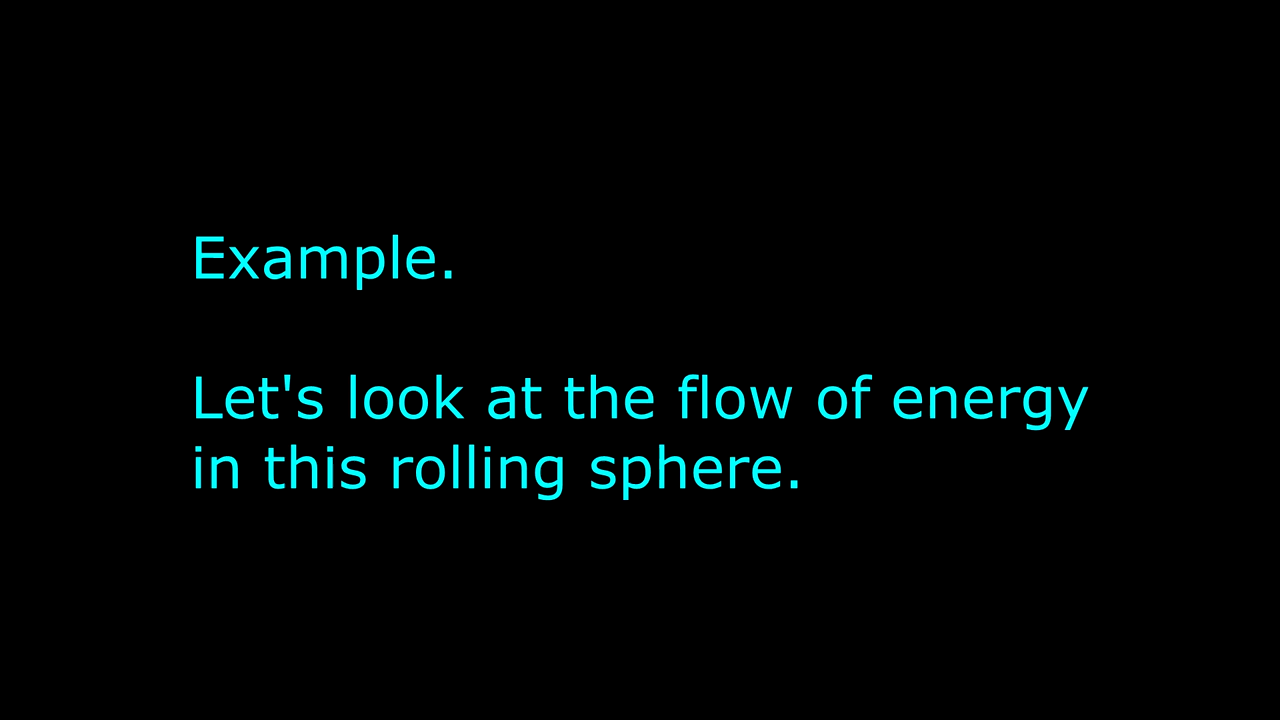 Example.
Let's look at the flow of energy
in this rolling sphere.